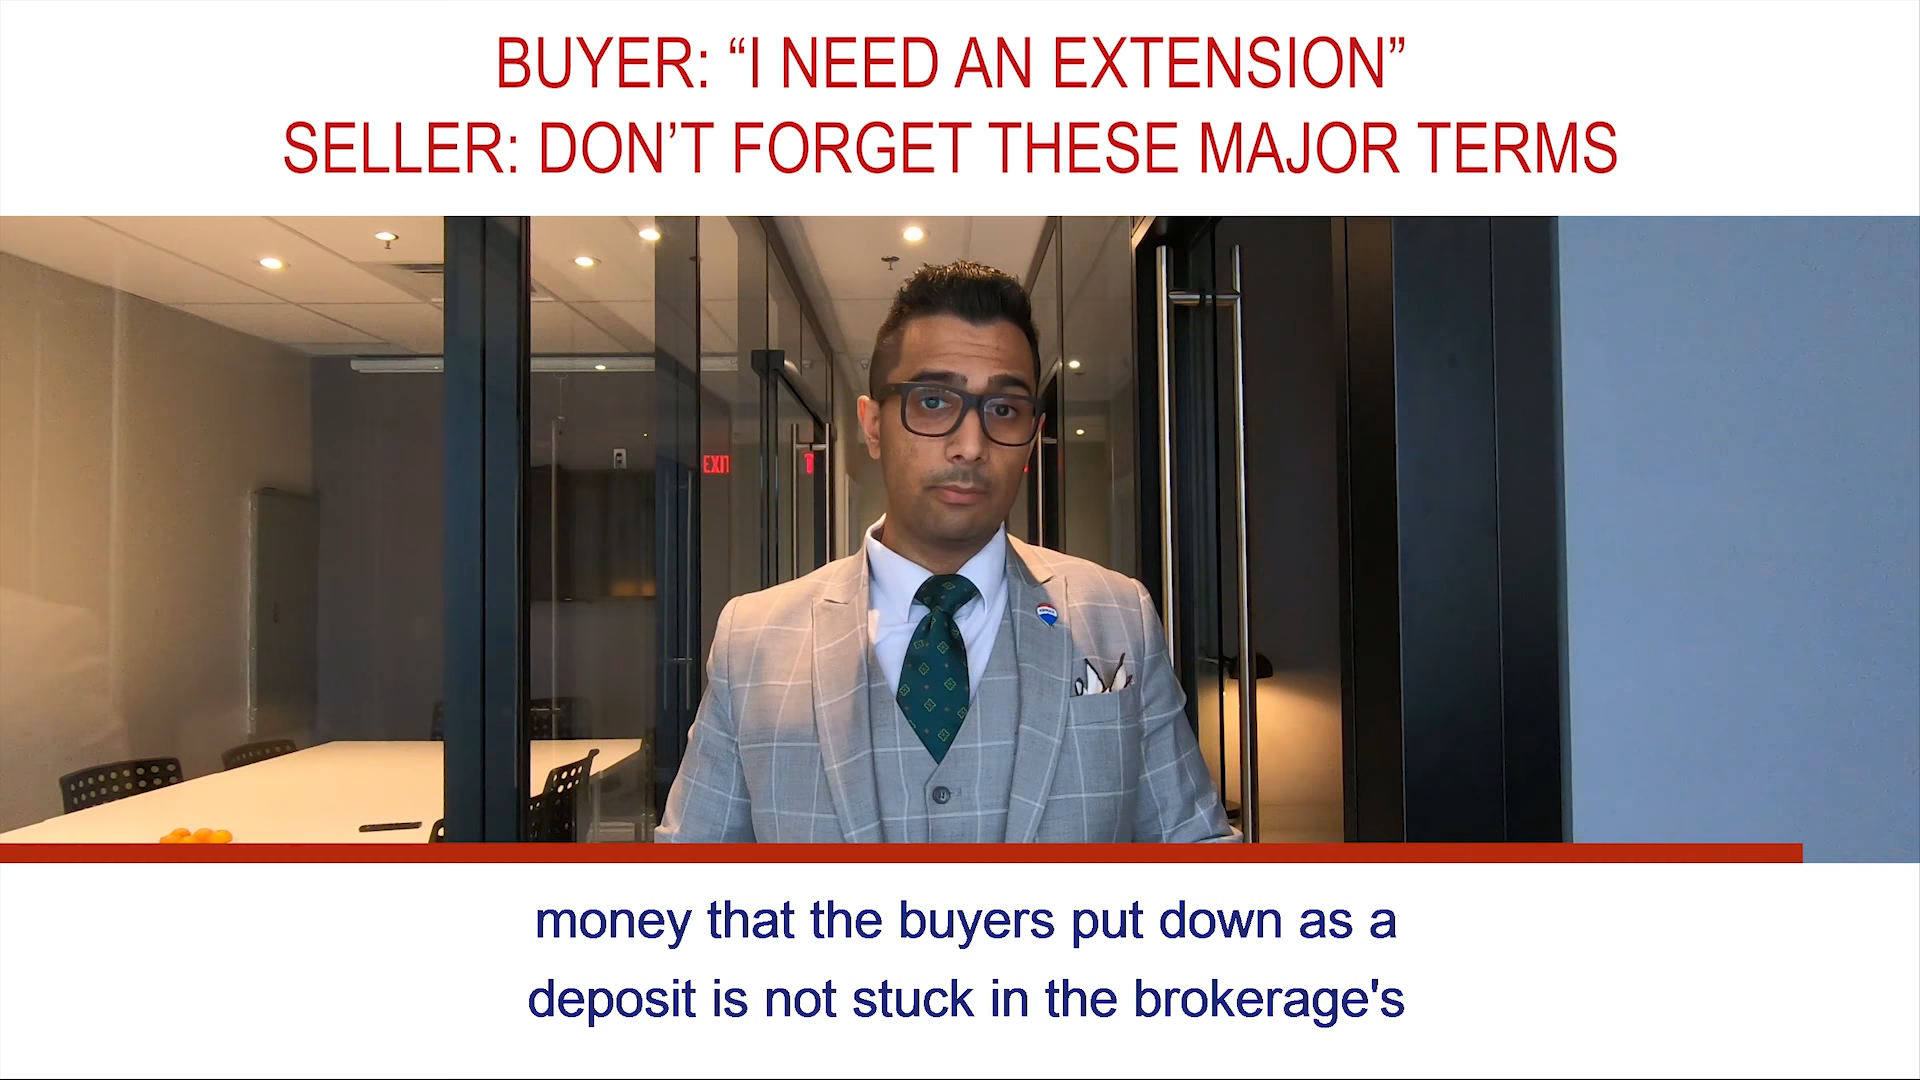 BUYER: “I NEED AN EXTENSION”
SELLER: DON’T FORGET THESE MAJOR TERMS
EXIT
money that the buyers put down as a
deposit is not stuck in the brokerage's